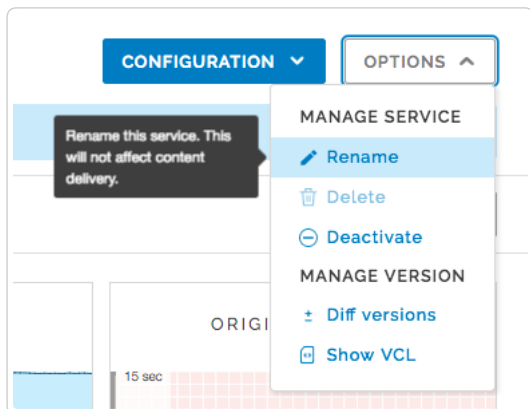 CONFIGURATION
OPTIONS
MANAGE SERVICE
Rename this service. This
will not affect content
delivery.
Rename
Delete
Deactivate
MANAGE VERSION
Diff versions
Show VCL
ORIGI
15 sec